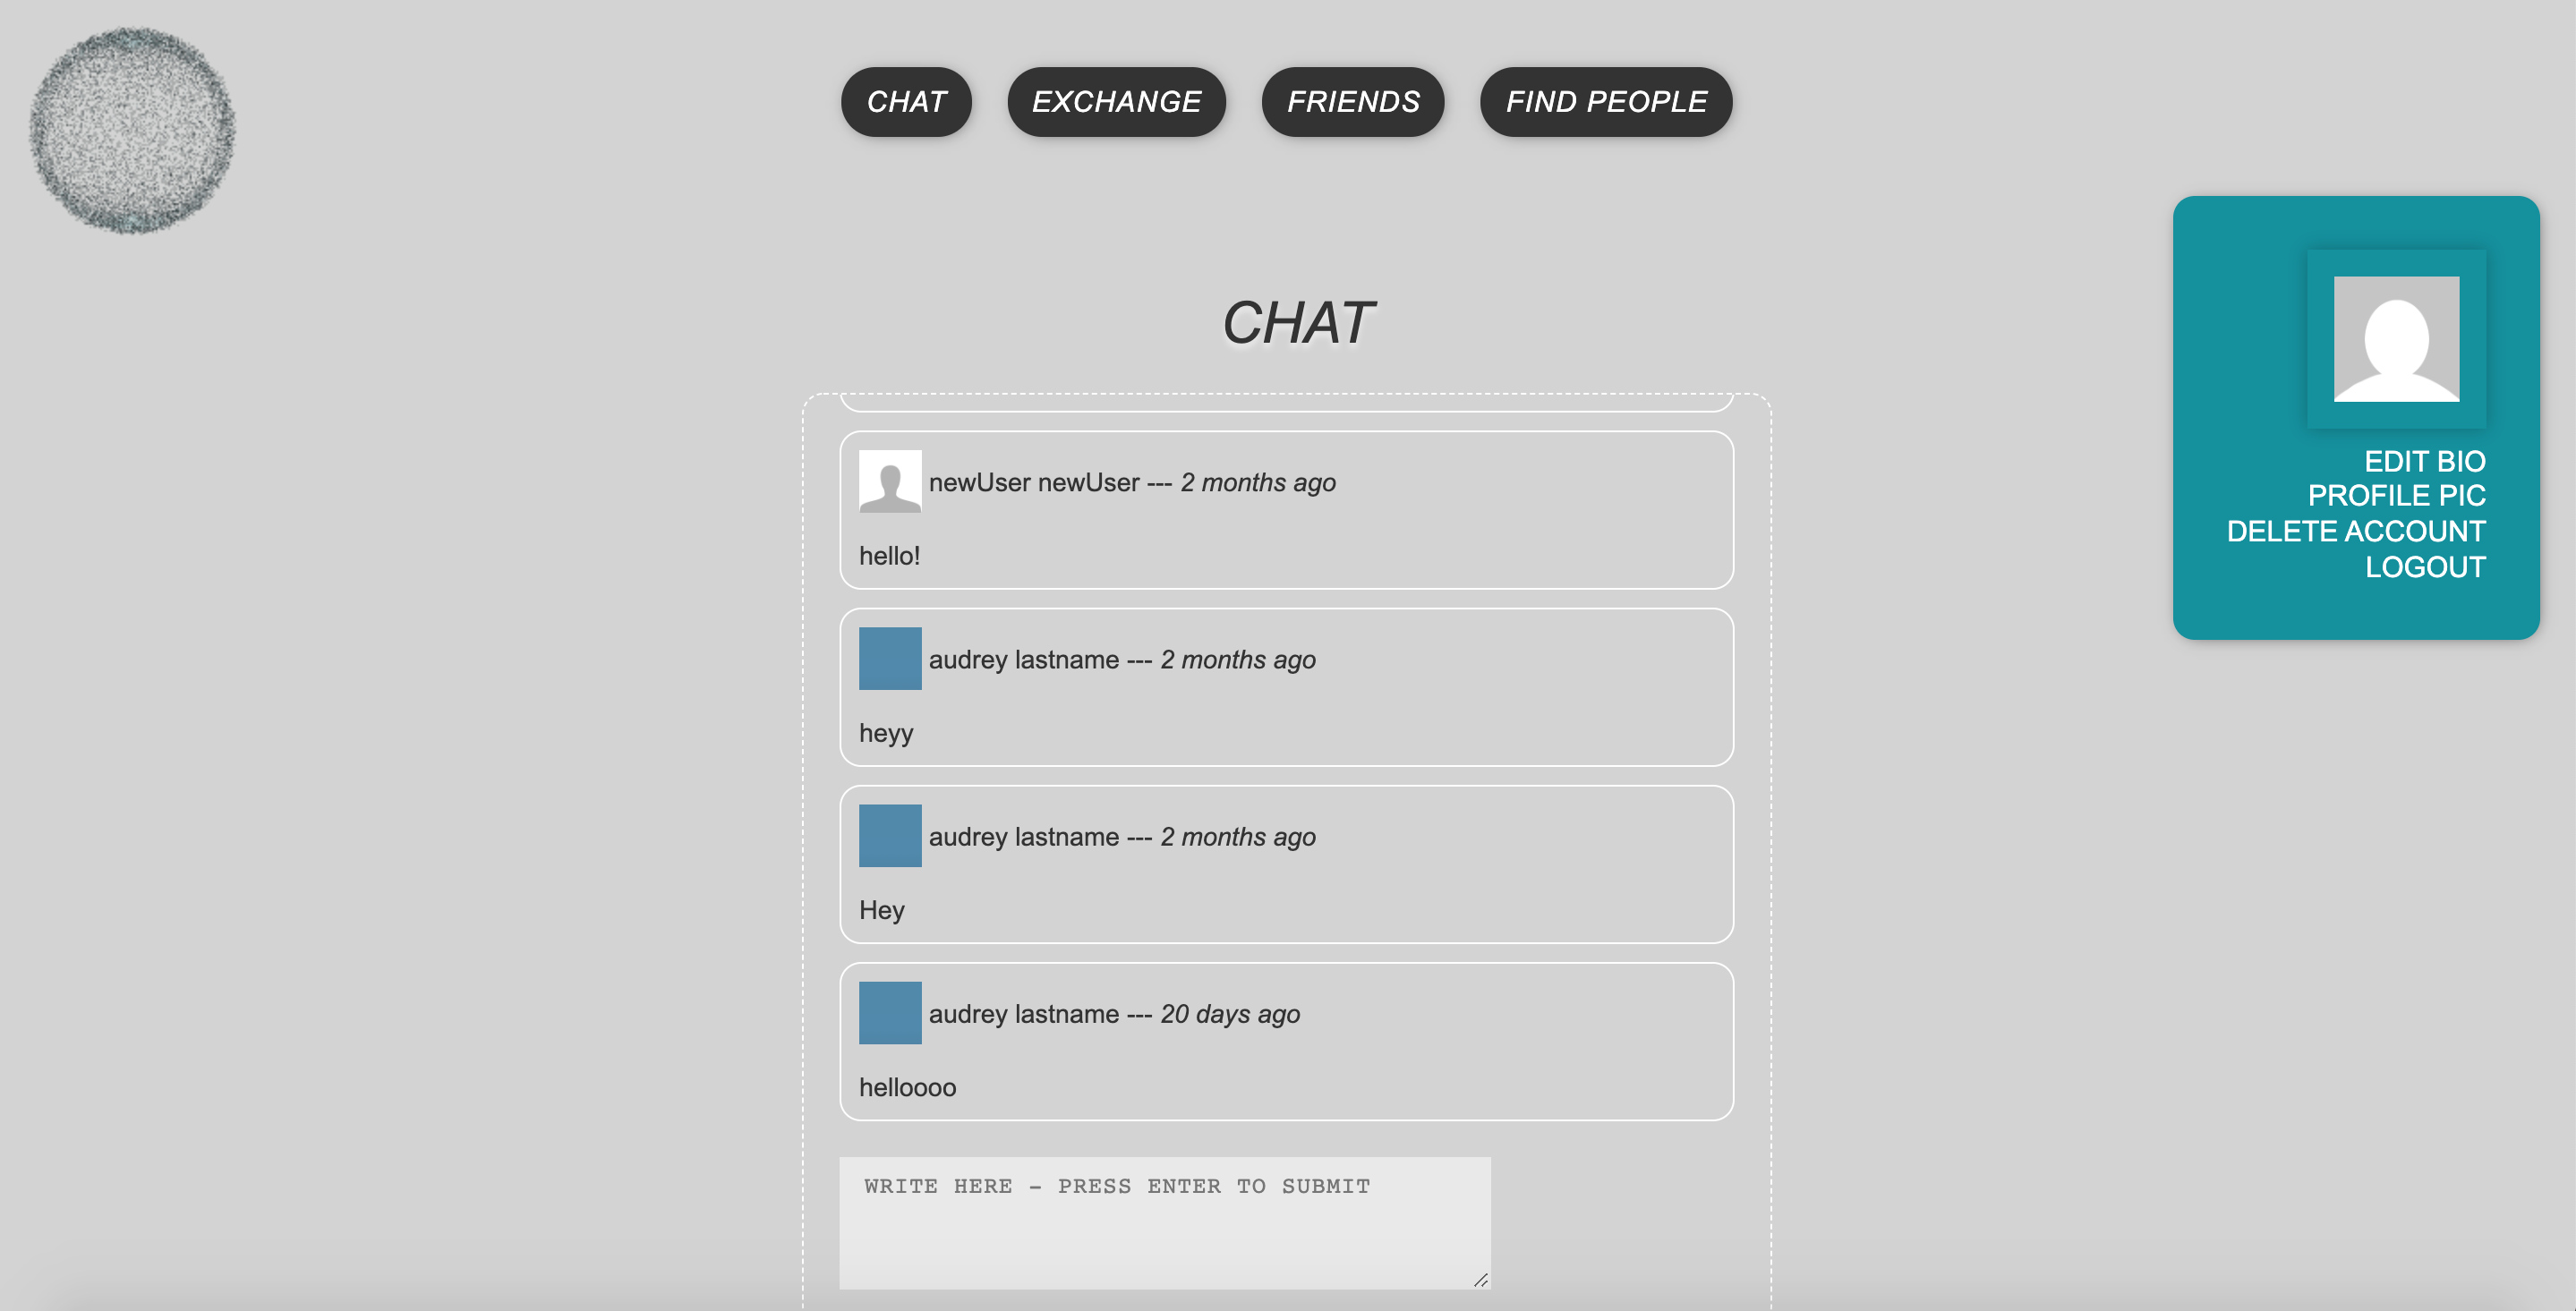 CHAT EXCHANGE FRIENDS FIND PEOPLE
CHAT
newUser newUser --- 2 months ago
hello!
audrey lastname --- 2 months ago
heyy
audrey lastname --- 2 months ago
Hey
audrey lastname --- 20 days ago
helloooo
WRITE HERE - PRESS ENTER TO SUBMIT
EDIT BIO
PROFILE PIC
DELETE ACCOUNT
LOGOUT